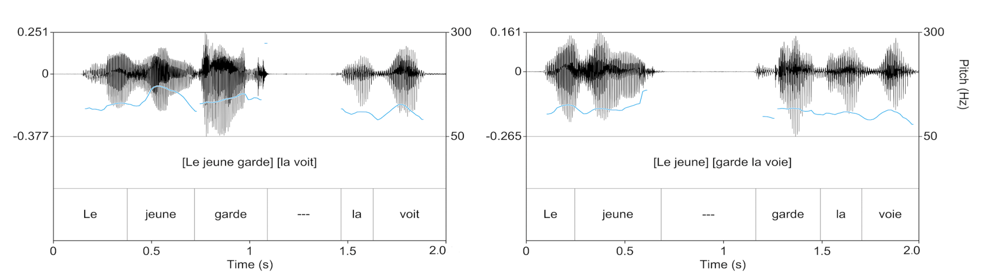 0.251
0
-0.377
300
50
[Le jeune garde] [la voit]
Le jeune garde --- la voit
0 0.5 1 1.5 2.0
Time (s)
0.161
0
-0.265
300
50
Pitch (Hz)
[Le jeune] [garde la voie]
Le jeune --- garde la voie
0 0.5 1 1.5 2.0
Time (s)